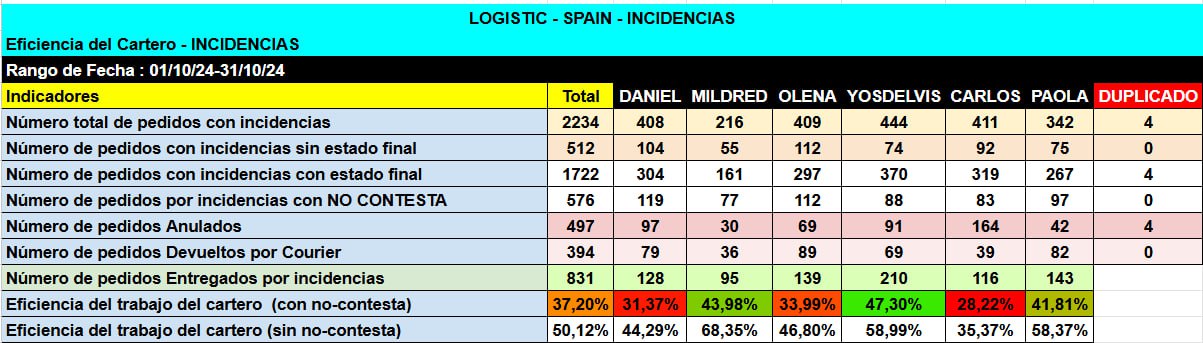 LOGISTIC - SPAIN - INCIDENCIAS
Eficiencia del Cartero - INCIDENCIAS
Rango de Fecha : 01/10/24-31/10/24
Indicadores Total DANIEL MILDRED OLENA YOSDELVIS CARLOS PAOLA DUPLICADO
Número total de pedidos con incidencias 2234 408 216 409 444 411 342 4
Número de pedidos con incidencias sin estado final 512 104 55 112 74 92 75 0
Número de pedidos con incidencias con estado final 1722 304 161 297 370 319 267 4
Número de pedidos por incidencias con NO CONTESTA 576 119 77 112 88 83 97 0
Número de pedidos Anulados 497 97 30 69 91 164 42 4
Número de pedidos Devueltos por Courier 394 79 36 89 69 39 82 0
Número de pedidos Entregados por incidencias 831 128 95 139 210 116 143
Eficiencia del trabajo del cartero (con no-contesta) 37,20% 31,37% 43,98% 33,99% 47,30% 28,22% 41,81%
Eficiencia del trabajo del cartero (sin no-contesta) 50,12% 44,29% 68,35% 46,80% 58,99% 35,37% 58,37%